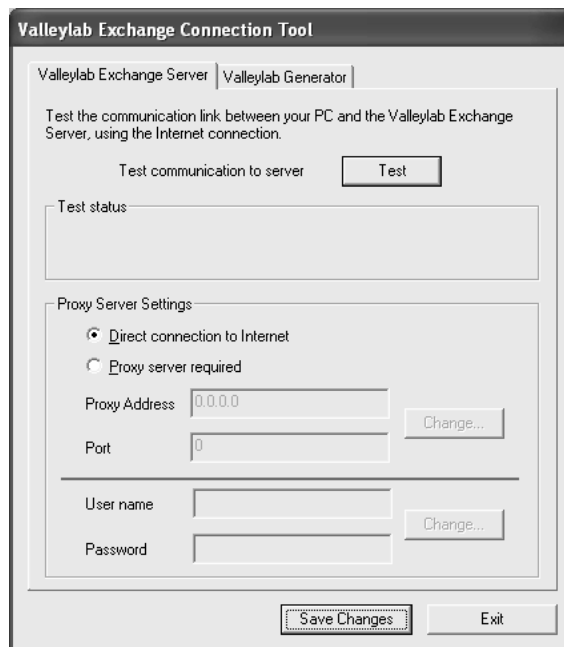 Valleylab Exchange Connection Tool
Valleylab Exchange Server
Valleylab Generator
Test the communication link between your PC and the Valleylab Exchange
Server, using the Internet connection.
Test communication to server
Test
Test status
Proxy Server Settings
Direct connection to Internet
Proxy server required
Proxy Address
0.0.0.0
Change...
Port
0
User name
Change...
Password
Save Changes
Exit